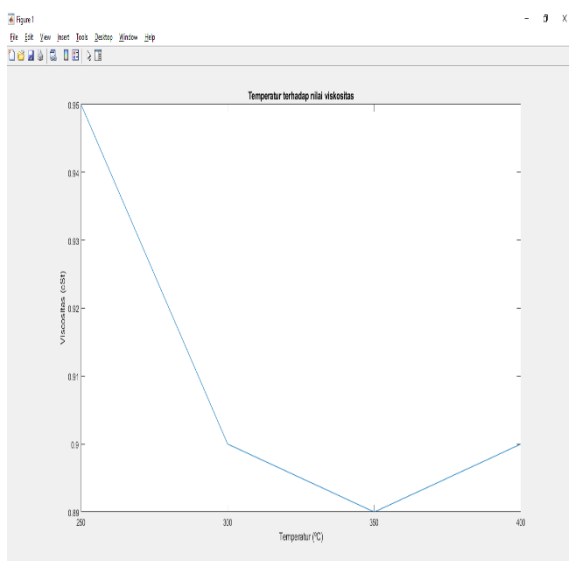 Figure 1
File Edit View Insert Tools Desktop Window Help
Temperatur terhadap nilai viskositas
0.95
0.94
0.93
0.92
0.91
0.9
0.89
Viscositas (cSt)
250 300 350 400
Temperatur (°C)